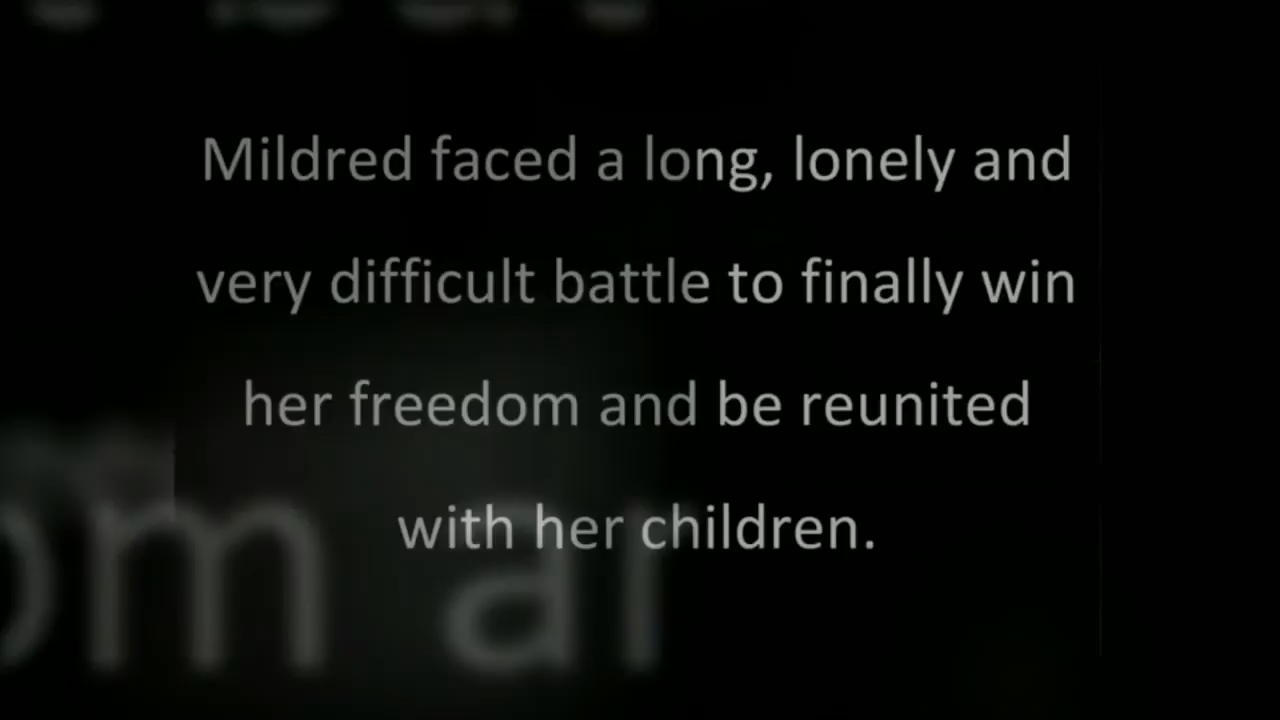 Mildred faced a long, lonely and
very difficult battle to finally win
her freedom and be reunited
with her children.